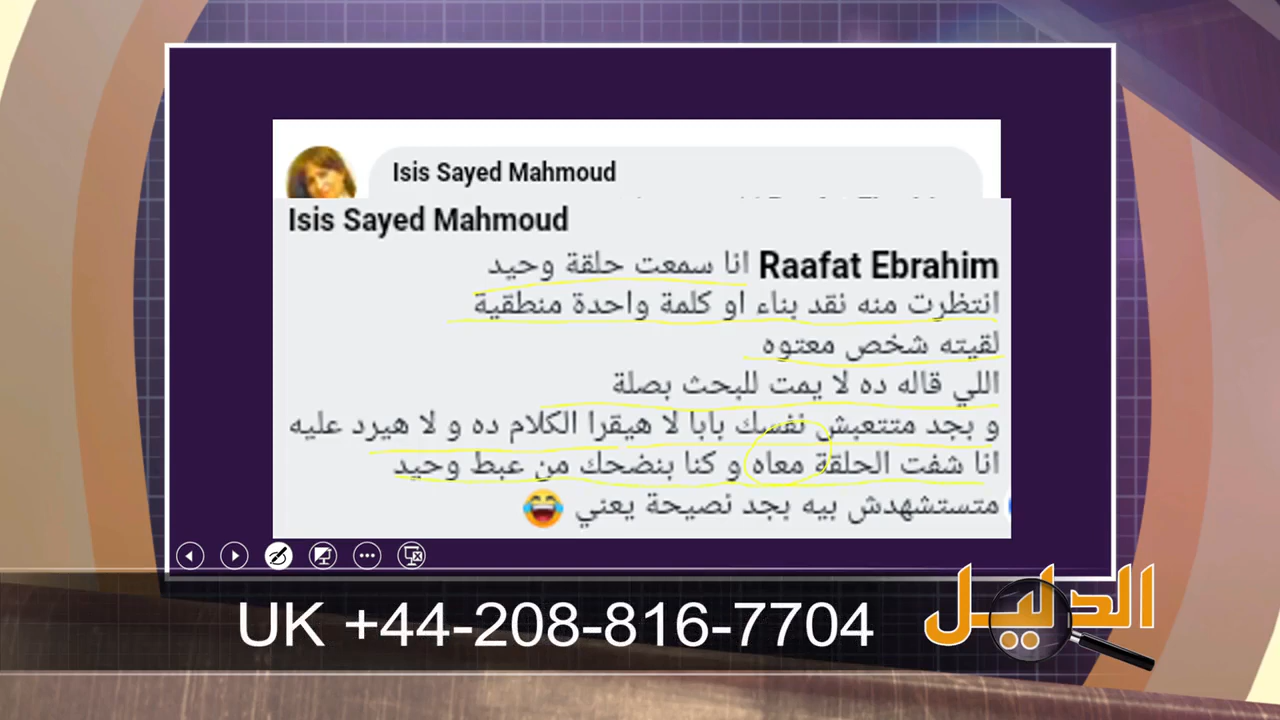 Isis Sayed Mahmoud
Isis Sayed Mahmoud
Raafat Ebrahim انا سمعت حلقة وحيد
انتظرت منه نقد بناء او كلمة واحدة منطقية
لقيته شخص معتوه
اللي قاله ده لا يمت للبحث بصلة
و بجد متتعبش نفسك بابا لا هيقرا الكلام ده و لا هيرد عليه
انا شفت الحلقة معاه و كنا بنضحك من عبط وحيد
متستشهدش بيه بجد نصيحة يعني 😂
UK +44-208-816-7704
الدليل